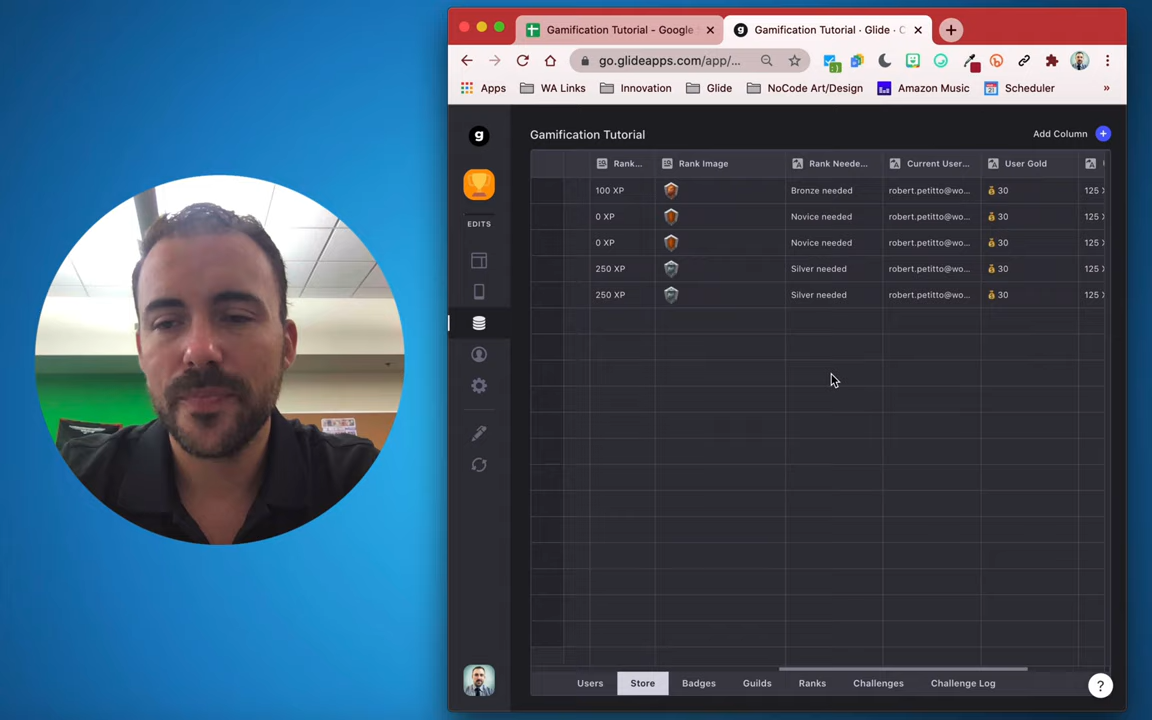 Gamification Tutorial - Google
Gamification Tutorial · Glide · C
go.glideapps.com/app/...
Apps WA Links Innovation Glide NoCode Art/Design Amazon Music Scheduler »
g
Gamification Tutorial
Add Column
EDITS
Rank... Rank Image Rank Neede... Current User... User Gold
100 XP Bronze needed robert.petitto@wo... 30 125
0 XP Novice needed robert.petitto@wo... 30
0 XP Novice needed robert.petitto@wo... 30
250 XP Silver needed robert.petitto@wo... 30
250 XP Silver needed robert.petitto@wo... 30 125
Users Store Badges Guilds Ranks Challenges Challenge Log
?